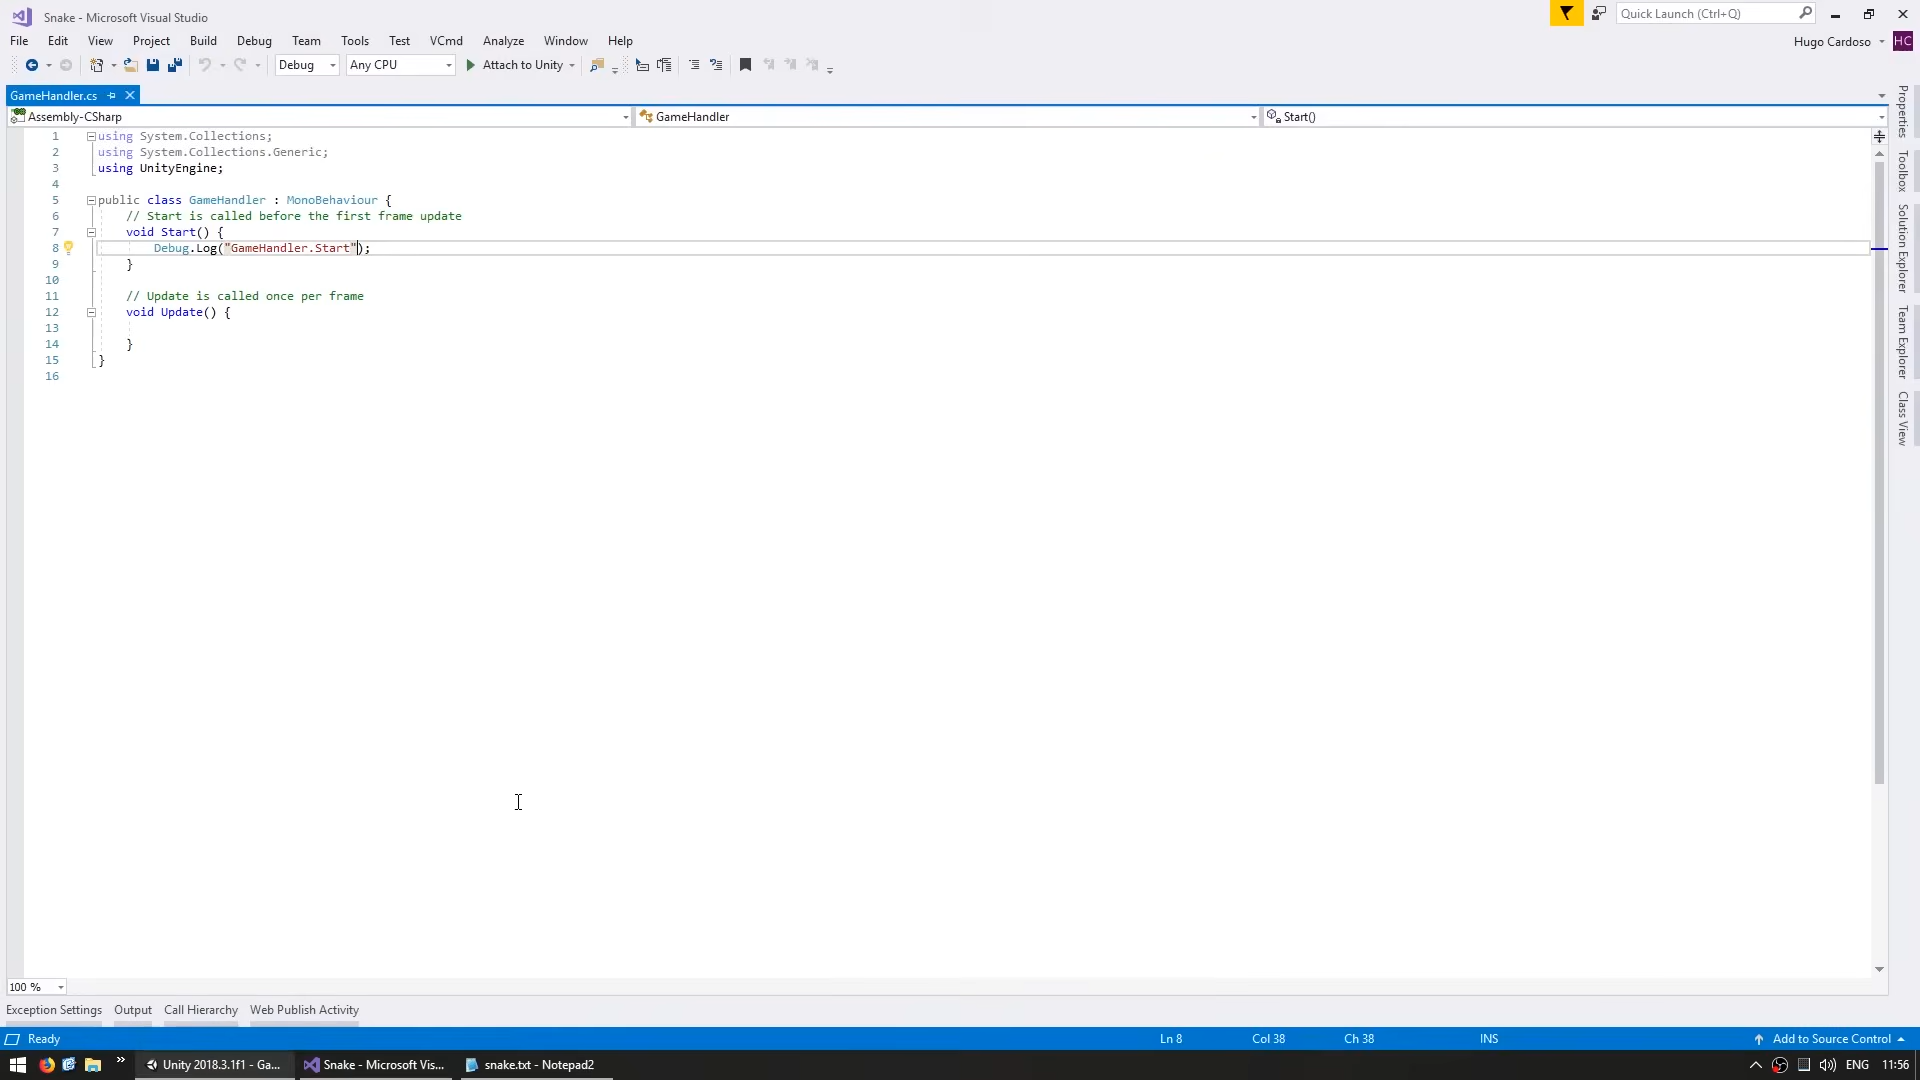 Snake - Microsoft Visual Studio
Quick Launch (Ctrl+Q)
File Edit View Project Build Debug Team Tools Test VCmd Analyze Window Help
Hugo Cardoso HC
Debug Any CPU Attach to Unity
GameHandler.cs
Assembly-CSharp GameHandler Start()
1 using System.Collections;
2 using System.Collections.Generic;
3 using UnityEngine;
4
5 public class GameHandler : MonoBehaviour {
6 // Start is called before the first frame update
7 void Start() {
8 Debug.Log("GameHandler.Start");
9 }
10
11 // Update is called once per frame
12 void Update() {
13
14 }
15 }
16
Properties
Toolbox
Solution Explorer
Team Explorer
Class View
100 %
Exception Settings Output Call Hierarchy Web Publish Activity
Ready Ln 8 Col 38 Ch 38 INS Add to Source Control
Unity 2018.3.1f1 - Ga... Snake - Microsoft Vis... snake.txt - Notepad2 ENG 11:56